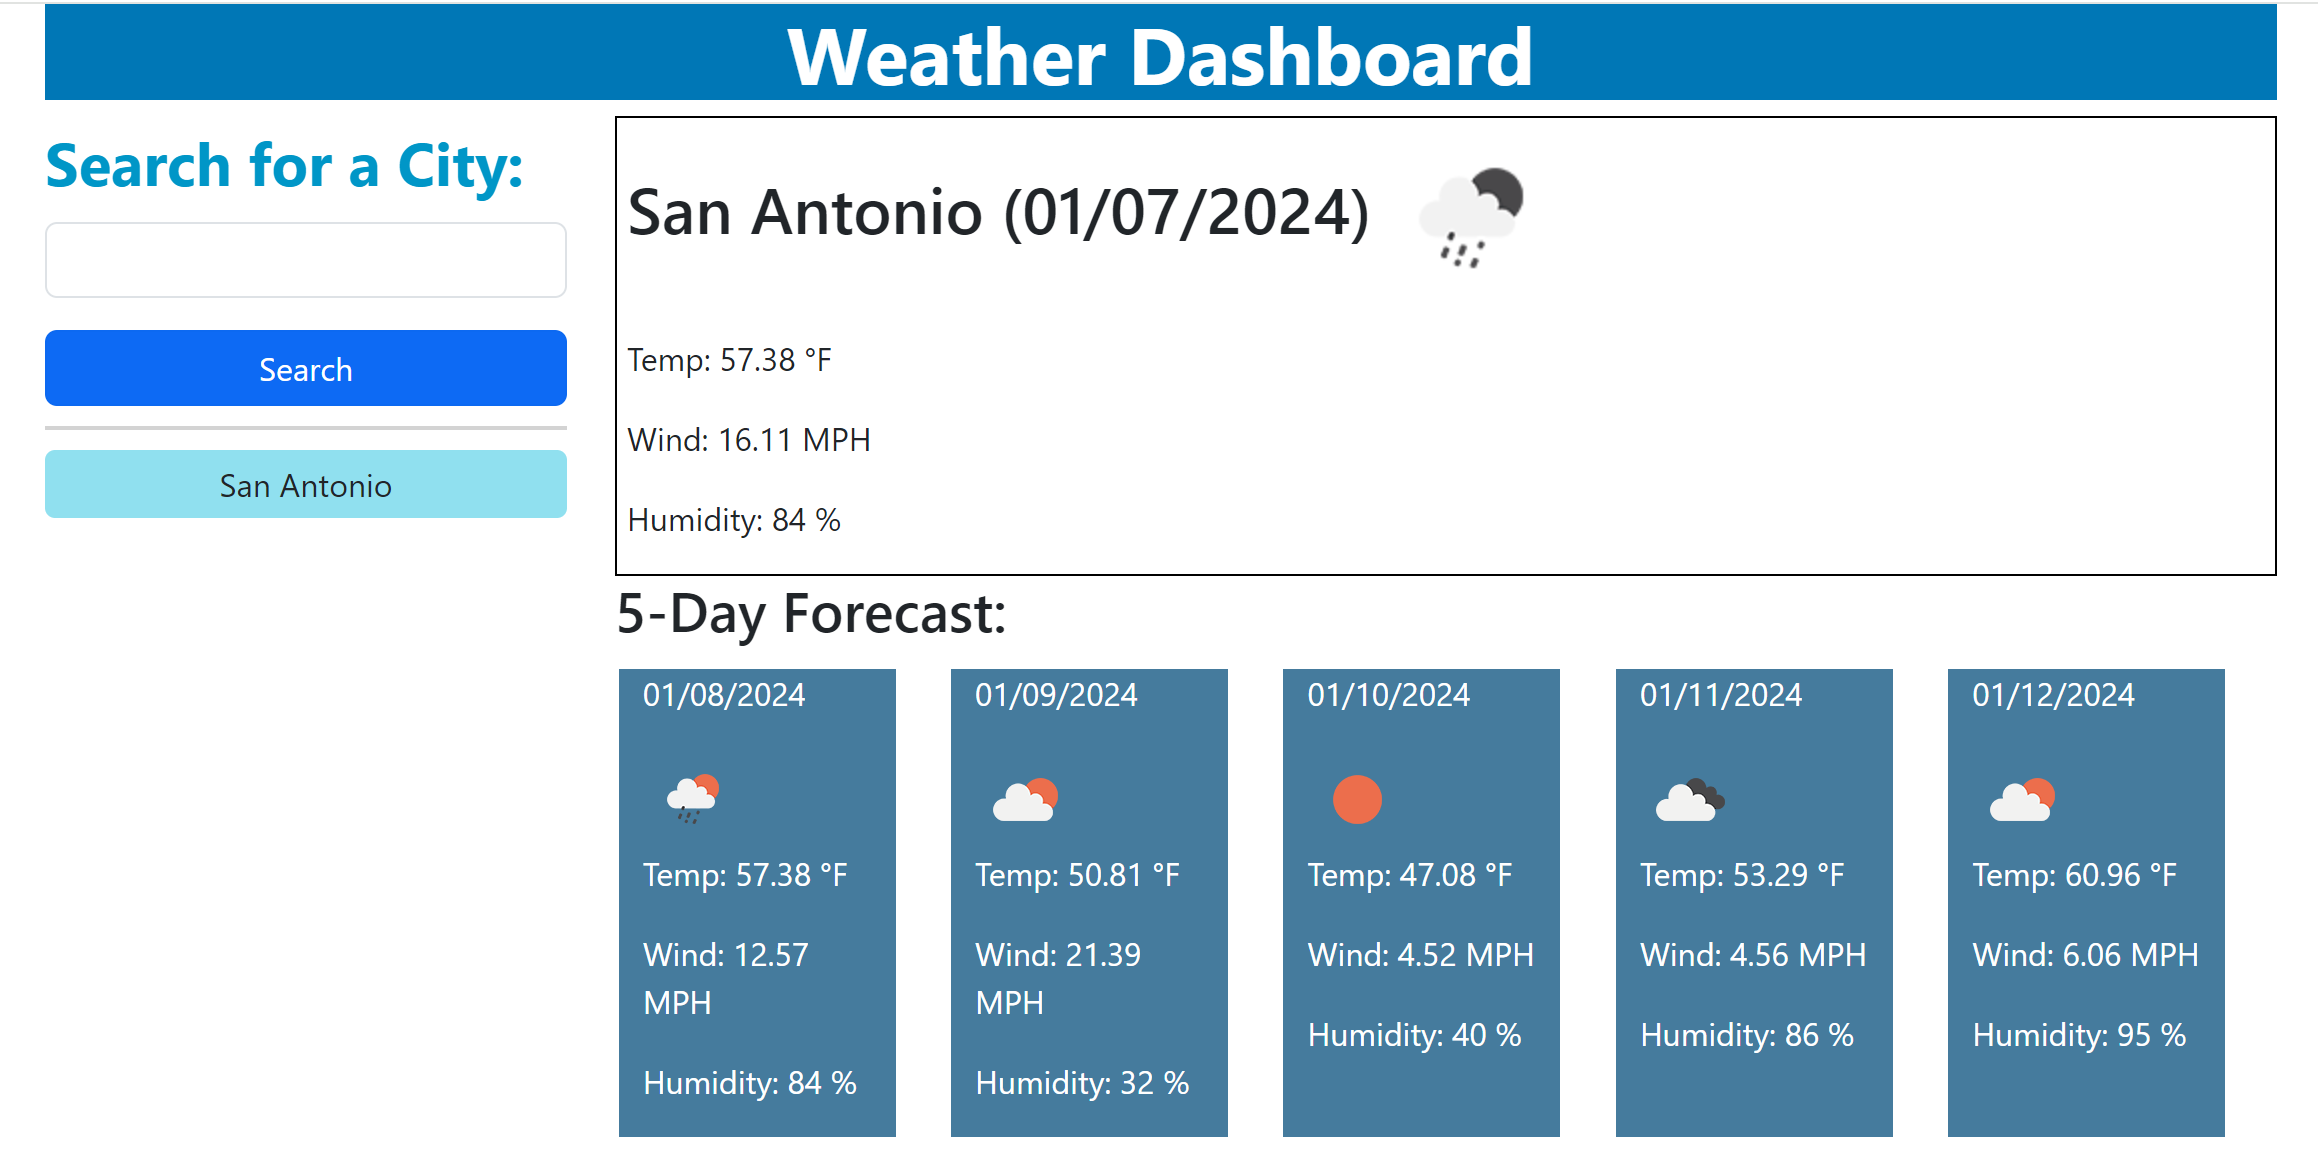 Weather Dashboard
Search for a City:
Search
San Antonio
San Antonio (01/07/2024)
Temp: 57.38 °F
Wind: 16.11 MPH
Humidity: 84 %
5-Day Forecast:
01/08/2024
Temp: 57.38 °F
Wind: 12.57
MPH
Humidity: 84 %
01/09/2024
Temp: 50.81 °F
Wind: 21.39
MPH
Humidity: 32 %
01/10/2024
Temp: 47.08 °F
Wind: 4.52 MPH
Humidity: 40 %
01/11/2024
Temp: 53.29 °F
Wind: 4.56 MPH
Humidity: 86 %
01/12/2024
Temp: 60.96 °F
Wind: 6.06 MPH
Humidity: 95 %